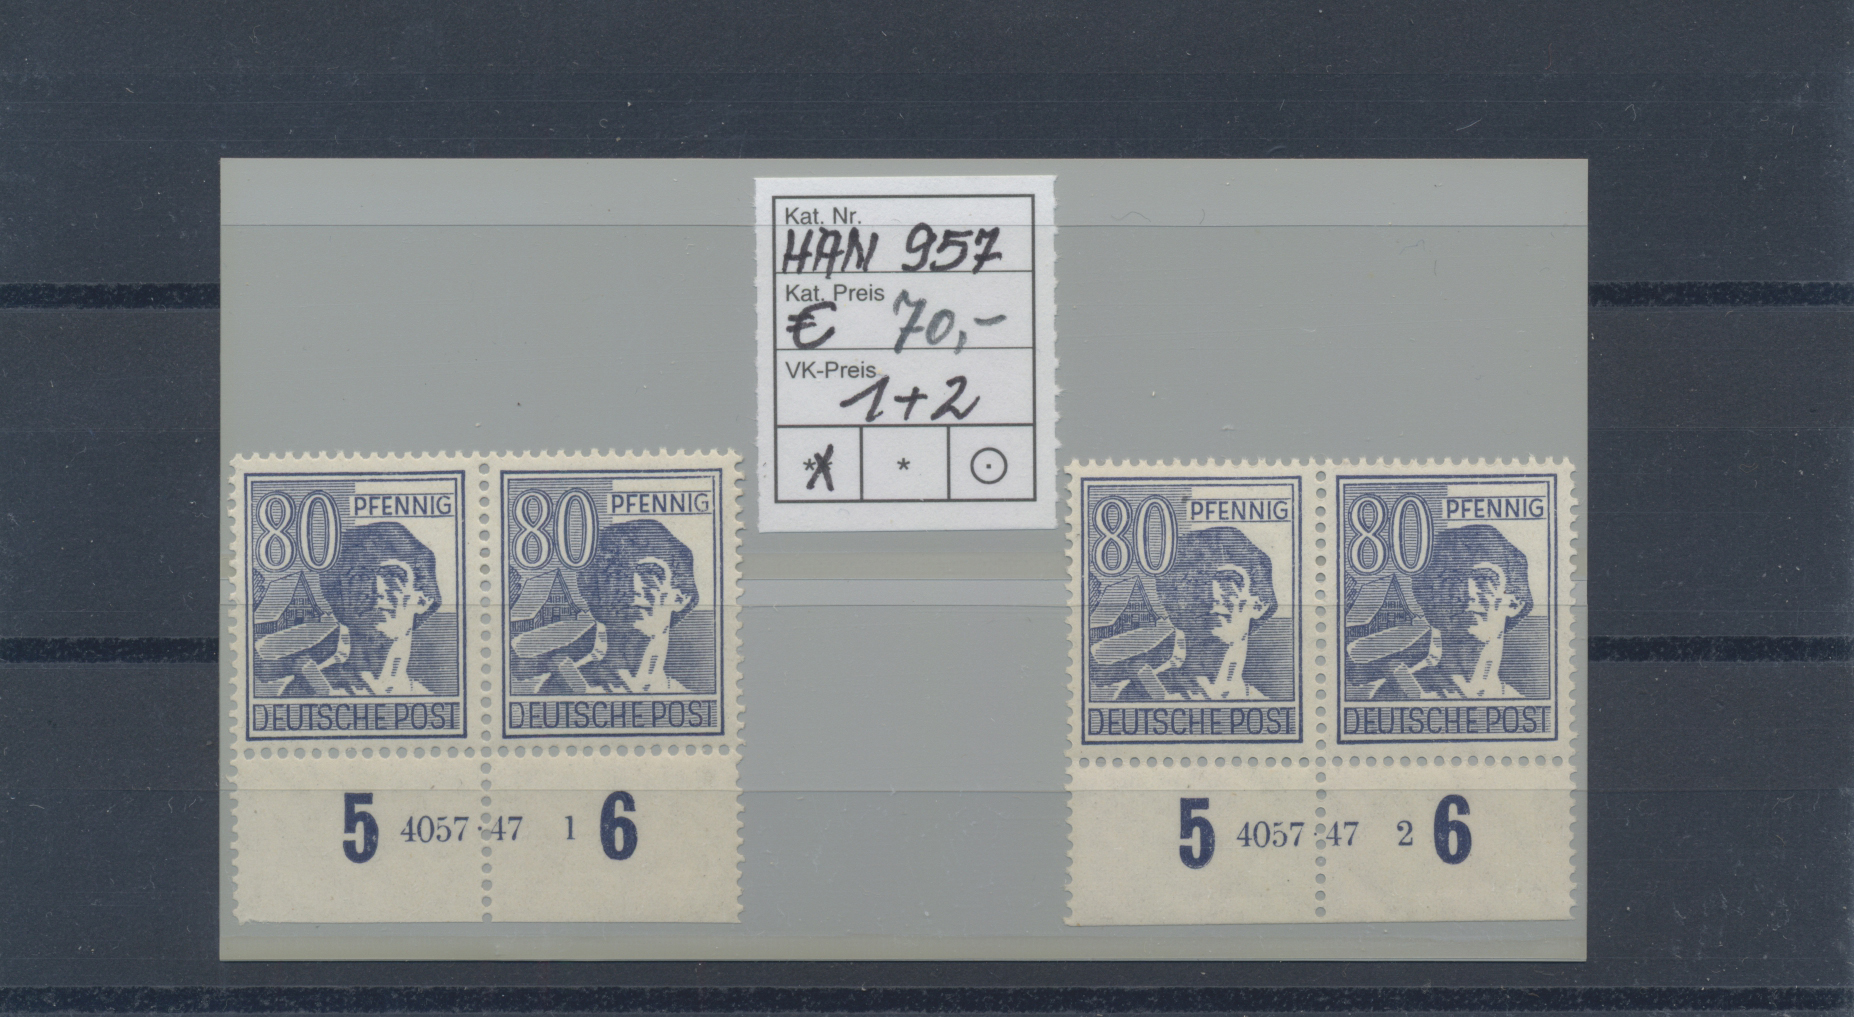 Kat. Nr.
HAN 957
Kat. Preis
€ 70,-
VK-Preis
1+2
** * ⊙
80 PFENNIG
DEUTSCHE POST
80 PFENNIG
DEUTSCHE POST
5 4057·47 1 6
80 PFENNIG
DEUTSCHE POST
80 PFENNIG
DEUTSCHE POST
5 4057·47 2 6